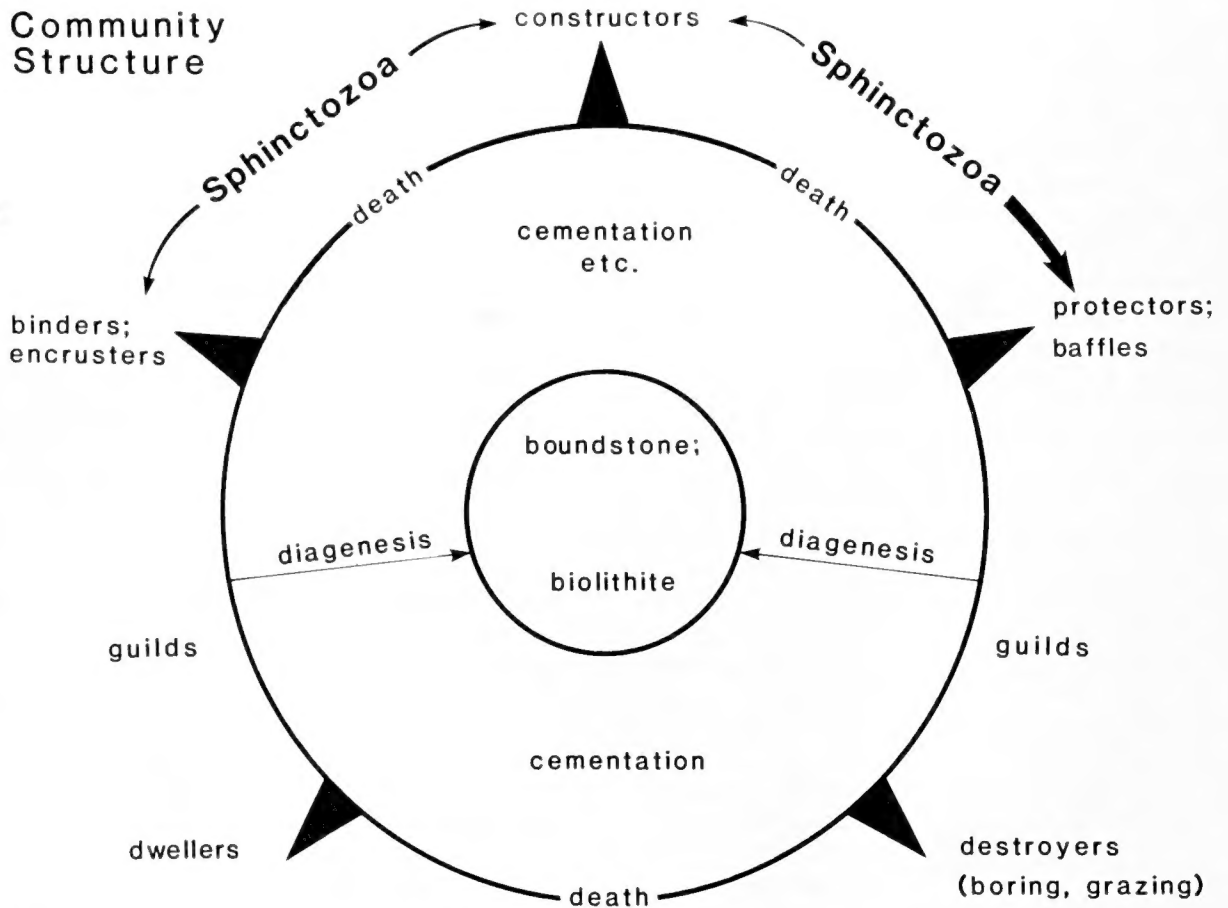 Community
Structure
constructors
Sphinctozoa
Sphinctozoa
death
death
cementation
etc.
binders;
encrusters
protectors;
baffles
boundstone;
diagenesis
diagenesis
biolithite
guilds
guilds
cementation
dwellers
destroyers
(boring, grazing)
death